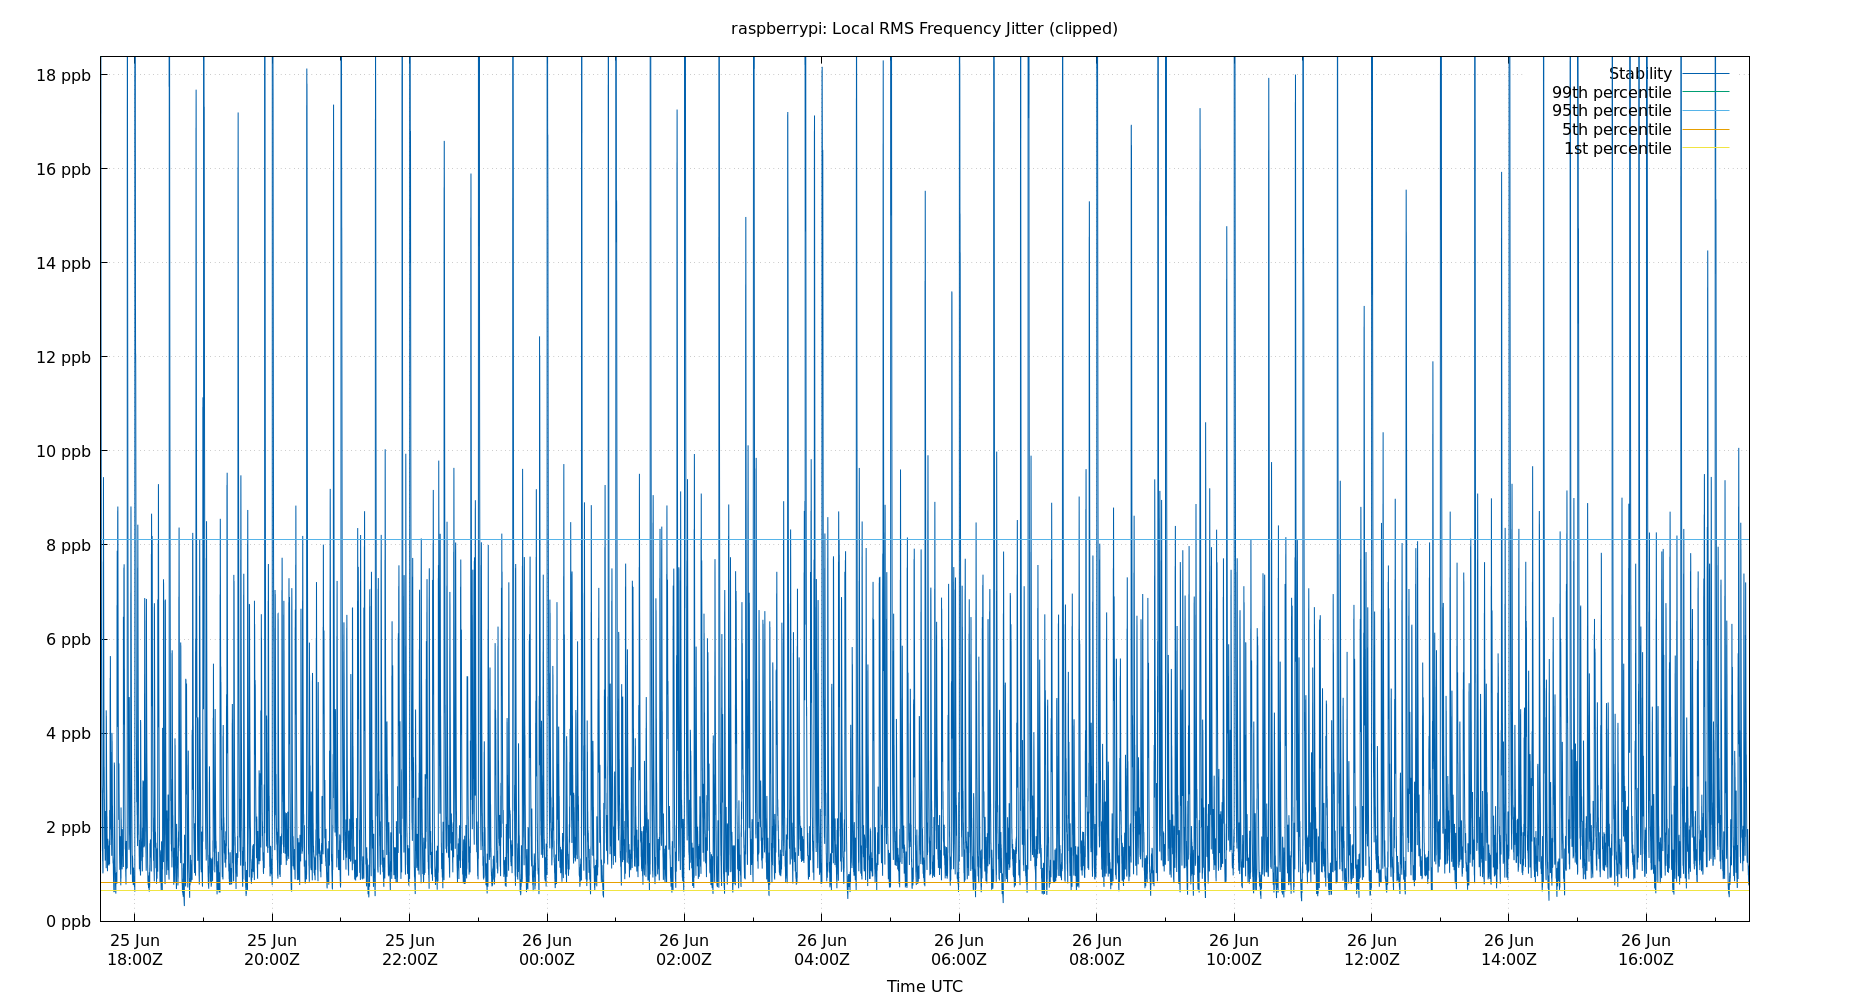 raspberrypi: Local RMS Frequency Jitter (clipped)
18 ppb
16 ppb
14 ppb
12 ppb
10 ppb
8 ppb
6 ppb
4 ppb
2 ppb
0 ppb
Stability
99th percentile
95th percentile
5th percentile
1st percentile
25 Jun 25 Jun 25 Jun 26 Jun 26 Jun 26 Jun 26 Jun 26 Jun 26 Jun 26 Jun 26 Jun 26 Jun
18:00Z 20:00Z 22:00Z 00:00Z 02:00Z 04:00Z 06:00Z 08:00Z 10:00Z 12:00Z 14:00Z 16:00Z
Time UTC